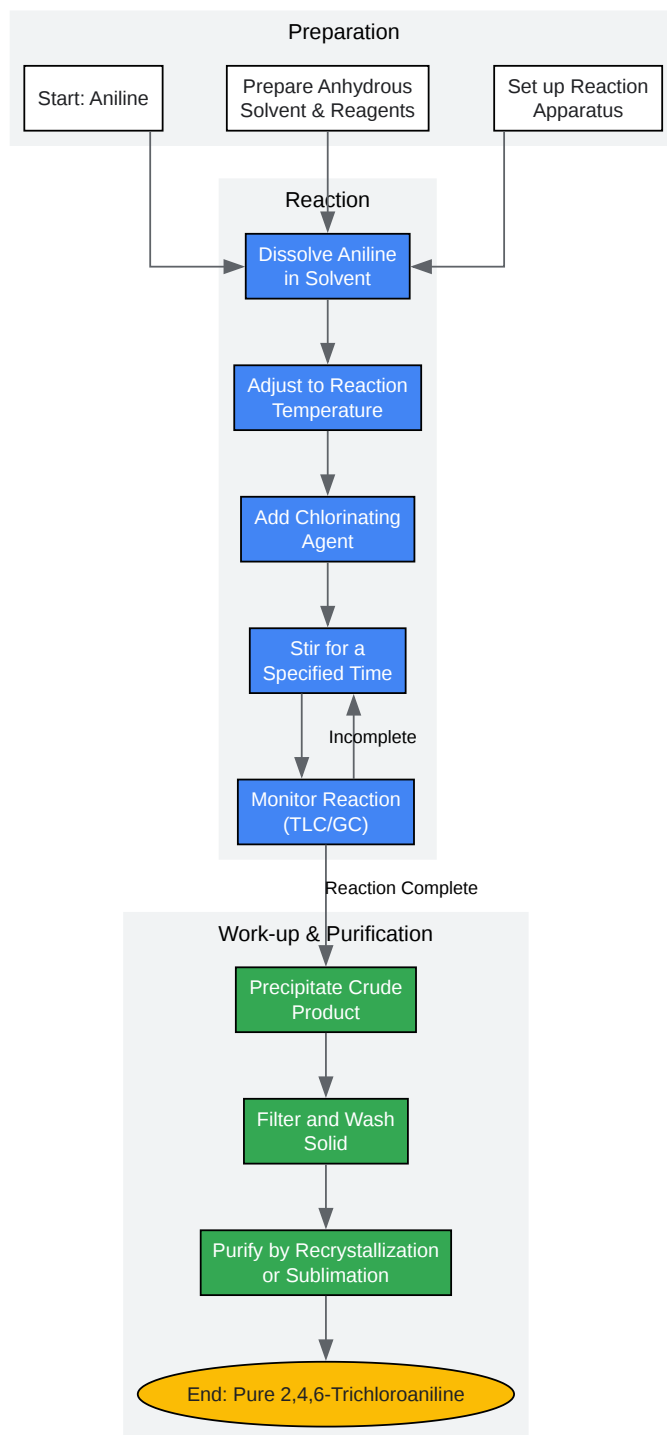 Preparation
Start: Aniline
Prepare Anhydrous
Solvent & Reagents
Set up Reaction
Apparatus
Reaction
Dissolve Aniline
in Solvent
Adjust to Reaction
Temperature
Add Chlorinating
Agent
Stir for a
Specified Time
Incomplete
Monitor Reaction
(TLC/GC)
Reaction Complete
Work-up & Purification
Precipitate Crude
Product
Filter and Wash
Solid
Purify by Recrystallization
or Sublimation
End: Pure 2,4,6-Trichloroaniline